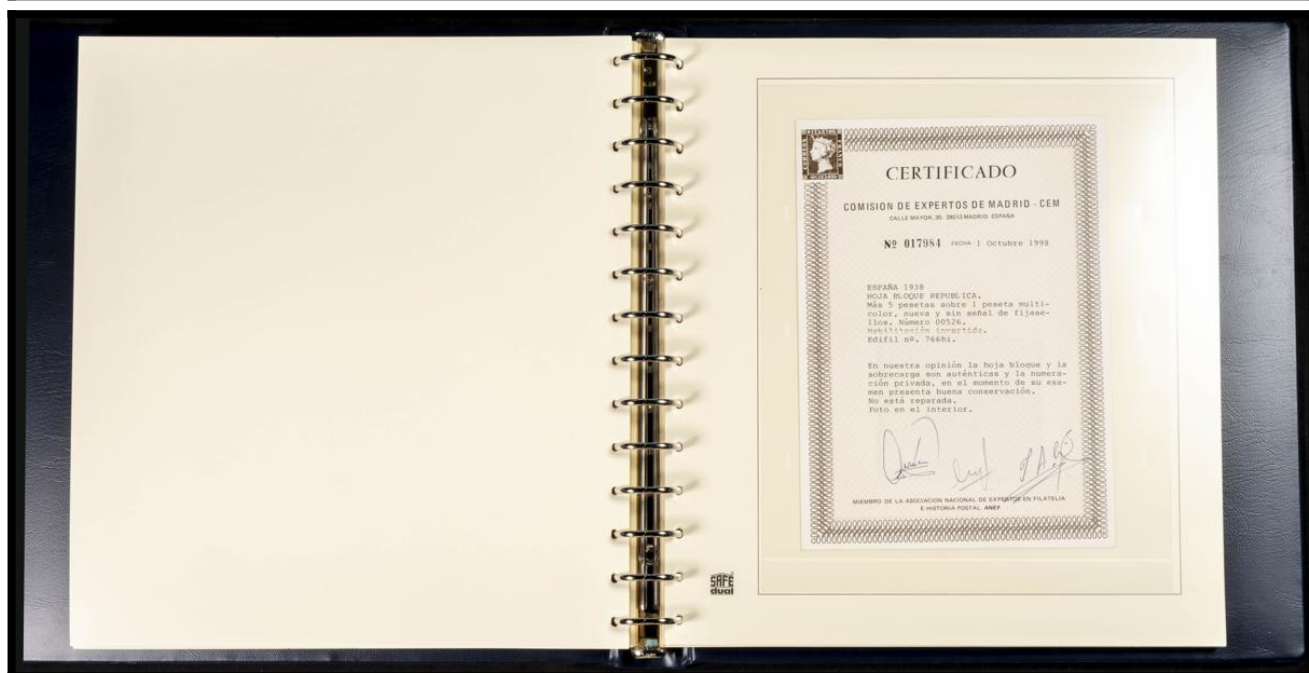 CERTIFICADO
COMISION DE EXPERTOS DE MADRID - CEM
CALLE MAYOR, 30. 28013 MADRID. ESPAÑA
Nº 017984 FECHA 1 Octubre 1998
ESPAÑA 1938
HOJA BLOQUE REPUBLICA.
Más 5 pesetas sobre 1 peseta multi-
color, nueva y sin señal de fijase-
llos. Número 00526.
Habilitación invertida.
Edifil nº. 766hi.
En nuestra opinión la hoja bloque y la
sobrecarga son auténticas y la numera-
ción privada, en el momento de su exa-
men presenta buena conservación.
No está reparada.
Foto en el interior.
MIEMBRO DE LA ASOCIACION NACIONAL DE EXPERTOS EN FILATELIA
E HISTORIA POSTAL. ANEF
SAFE
dual